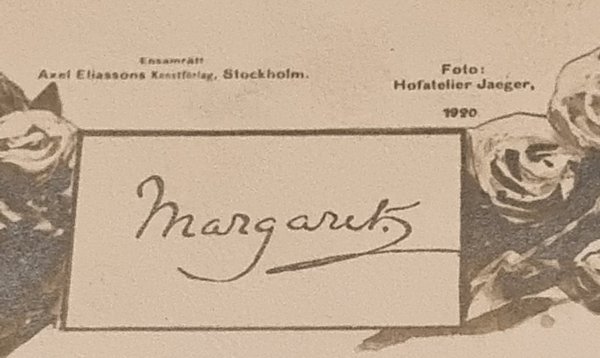 Ensamrätt
Axel Eliassons Konstförlag, Stockholm.
Foto:
Hofatelier Jaeger,
1920
Margaret.